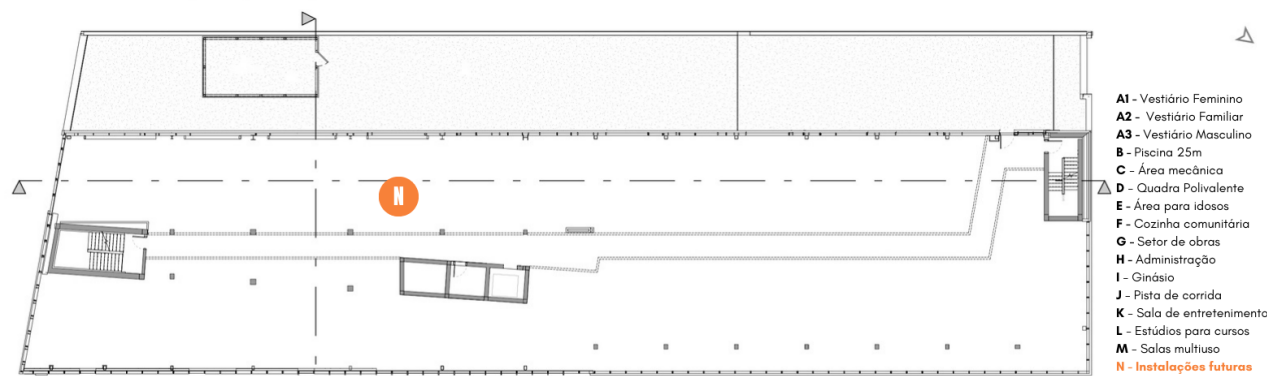 N
A1 - Vestiário Feminino
A2 - Vestiário Familiar
A3 - Vestiário Masculino
B - Piscina 25m
C - Área mecânica
D - Quadra Polivalente
E - Área para idosos
F - Cozinha comunitária
G - Setor de obras
H - Administração
I - Ginásio
J - Pista de corrida
K - Sala de entretenimento
L - Estúdios para cursos
M - Salas multiuso
N - Instalações futuras